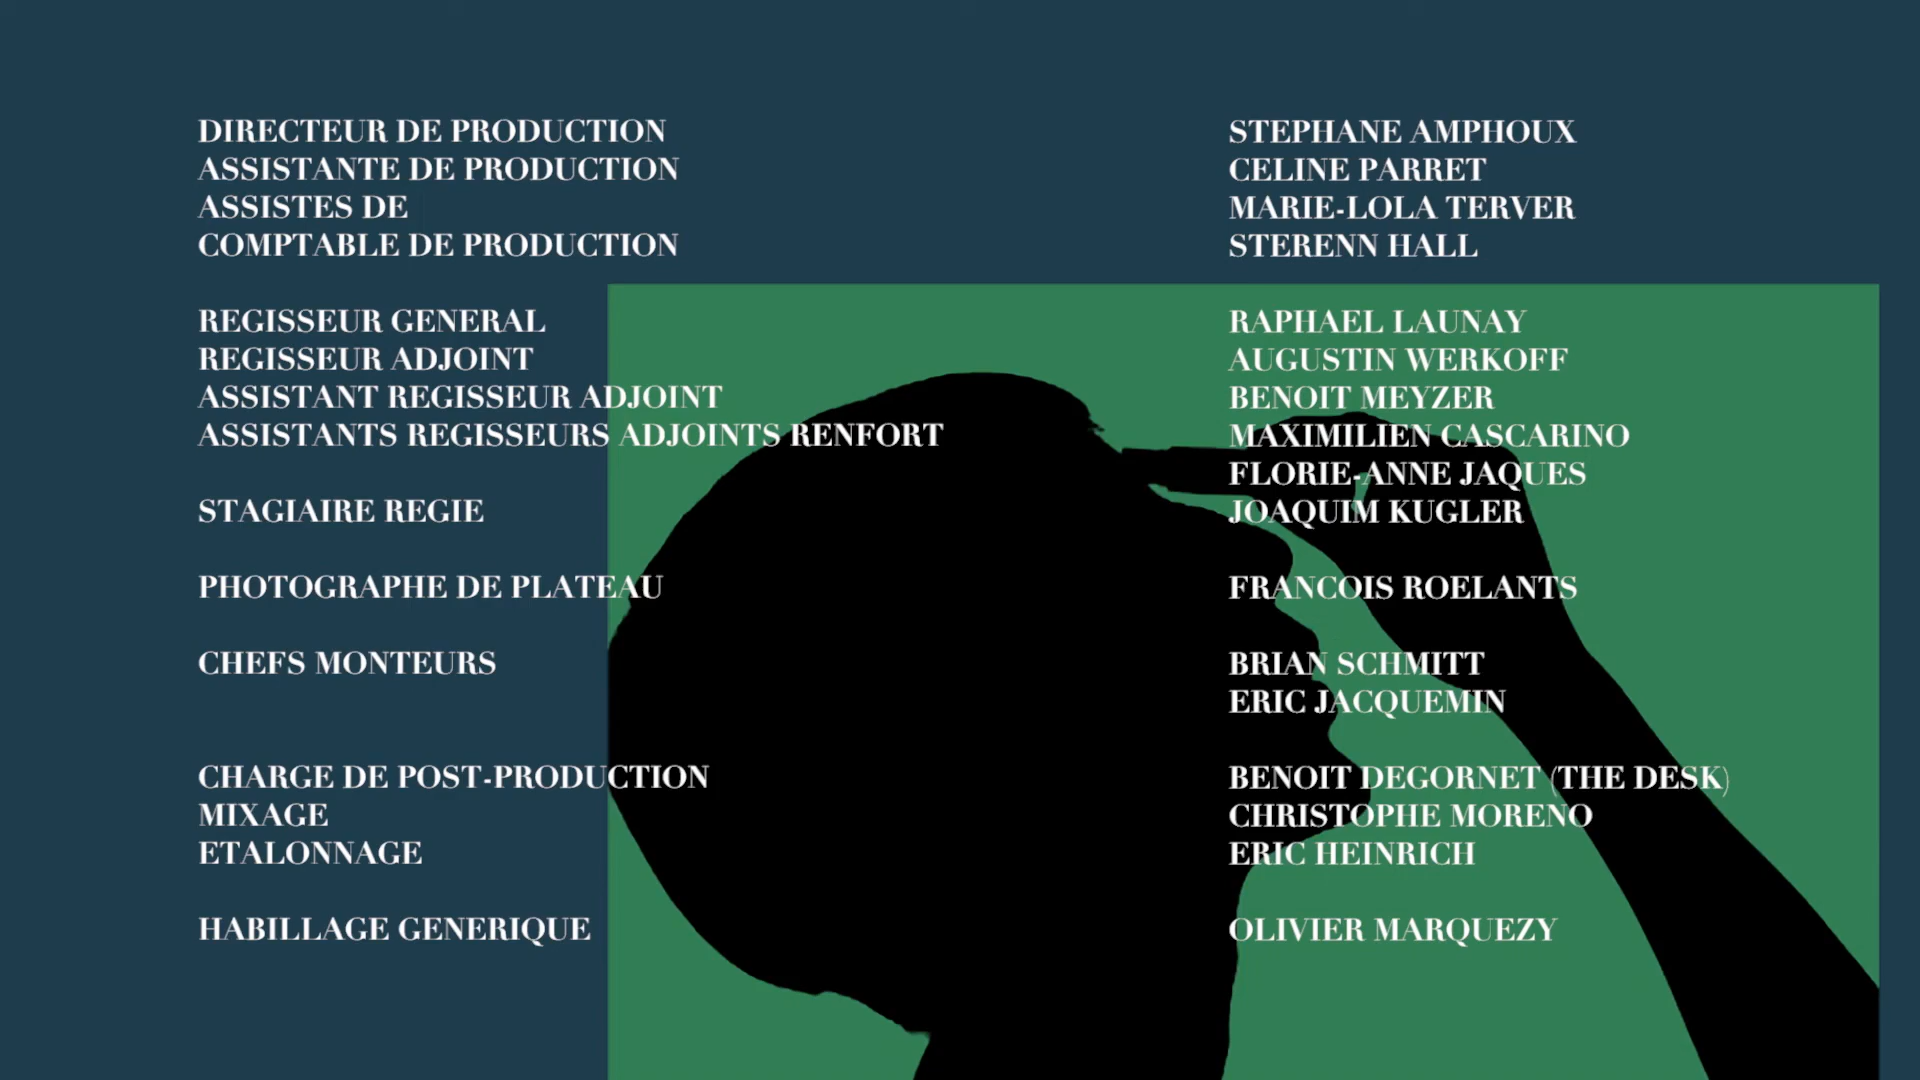 DIRECTEUR DE PRODUCTION STEPHANE AMPHOUX
ASSISTANTE DE PRODUCTION CELINE PARRET
ASSISTES DE MARIE-LOLA TERVER
COMPTABLE DE PRODUCTION STERENN HALL
REGISSEUR GENERAL RAPHAEL LAUNAY
REGISSEUR ADJOINT AUGUSTIN WERKOFF
ASSISTANT REGISSEUR ADJOINT BENOIT MEYZER
ASSISTANTS REGISSEURS ADJOINTS RENFORT MAXIMILIEN CASCARINO
FLORIE-ANNE JAQUES
STAGIAIRE REGIE JOAQUIM KUGLER
PHOTOGRAPHE DE PLATEAU FRANCOIS ROELANTS
CHEFS MONTEURS BRIAN SCHMITT
ERIC JACQUEMIN
CHARGE DE POST-PRODUCTION BENOIT DEGORNET (THE DESK)
MIXAGE CHRISTOPHE MORENO
ETALONNAGE ERIC HEINRICH
HABILLAGE GENERIQUE OLIVIER MARQUEZY